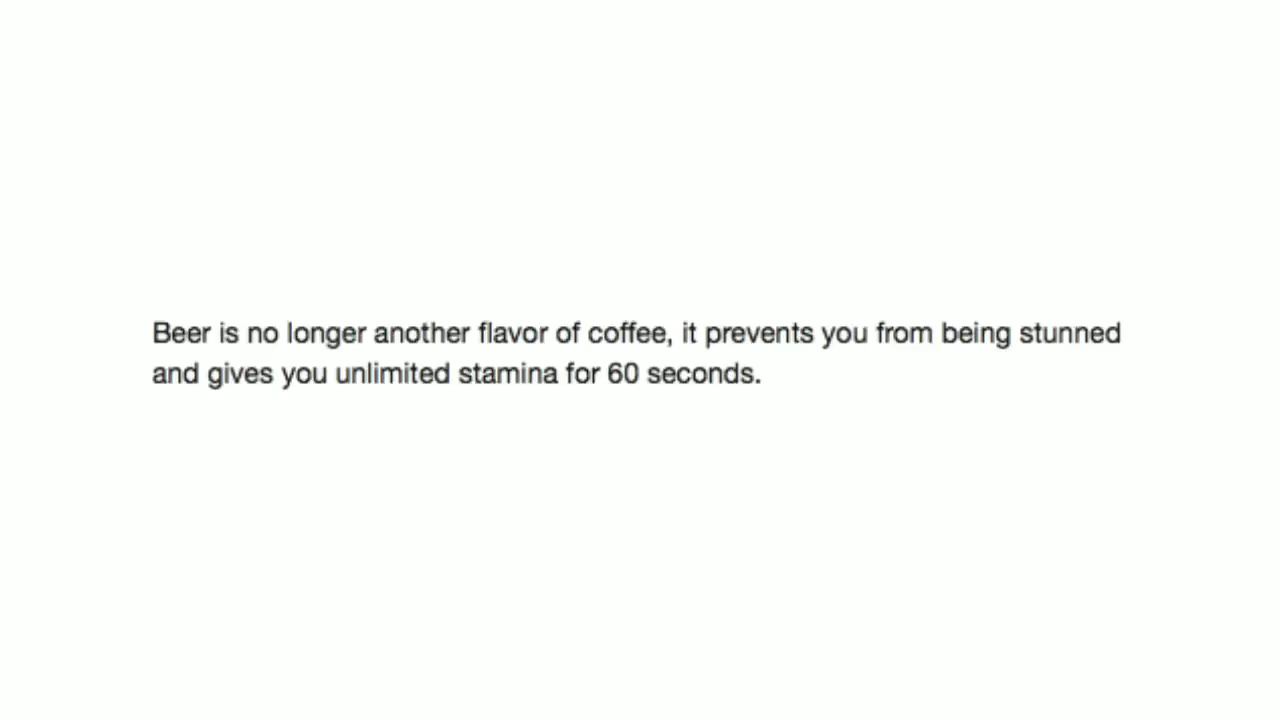 Beer is no longer another flavor of coffee, it prevents you from being stunned
and gives you unlimited stamina for 60 seconds.